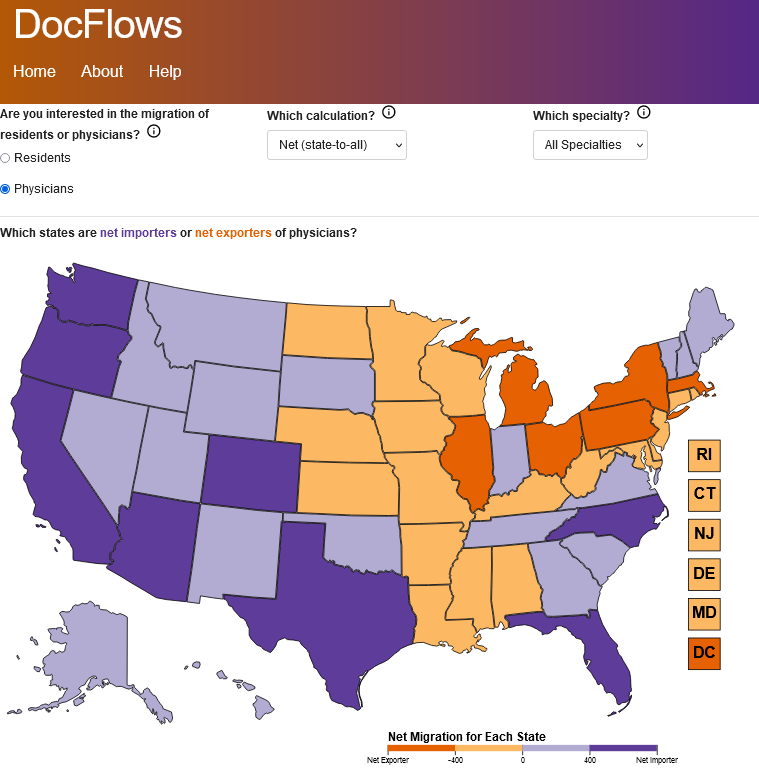 DocFlows
Home About Help
Are you interested in the migration of
residents or physicians?
Residents
Physicians
Which calculation?
Net (state-to-all)
Which specialty?
All Specialties
Which states are net importers or net exporters of physicians?
RI
CT
NJ
DE
MD
DC
Net Migration for Each State
Net Exporter -400 0 400 Net Importer